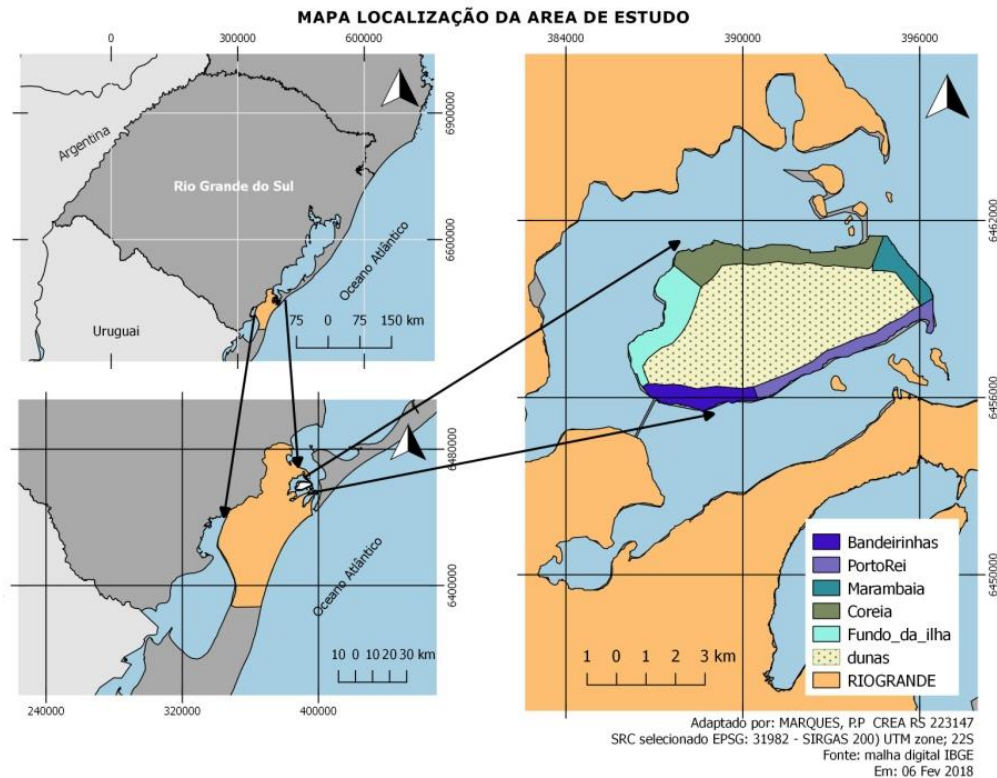 MAPA LOCALIZAÇÃO DA AREA DE ESTUDO
0 300000 600000
Argentina
Rio Grande do Sul
Oceano Atlântico
Uruguai
75 0 75 150 km
6900000
6600000
6480000
6440000
Oceano Atlântico
10 0 10 20 30 km
240000 320000 400000
384000 390000 396000
6462000
6456000
6450000
1 0 1 2 3 km
Bandeirinhas
PortoRei
Marambaia
Coreia
Fundo_da_ilha
dunas
RIOGRANDE
Adaptado por: MARQUES, P.P CREA RS 223147
SRC selecionado EPSG: 31982 - SIRGAS 200) UTM zone; 22S
Fonte: malha digital IBGE
Em: 06 Fev 2018